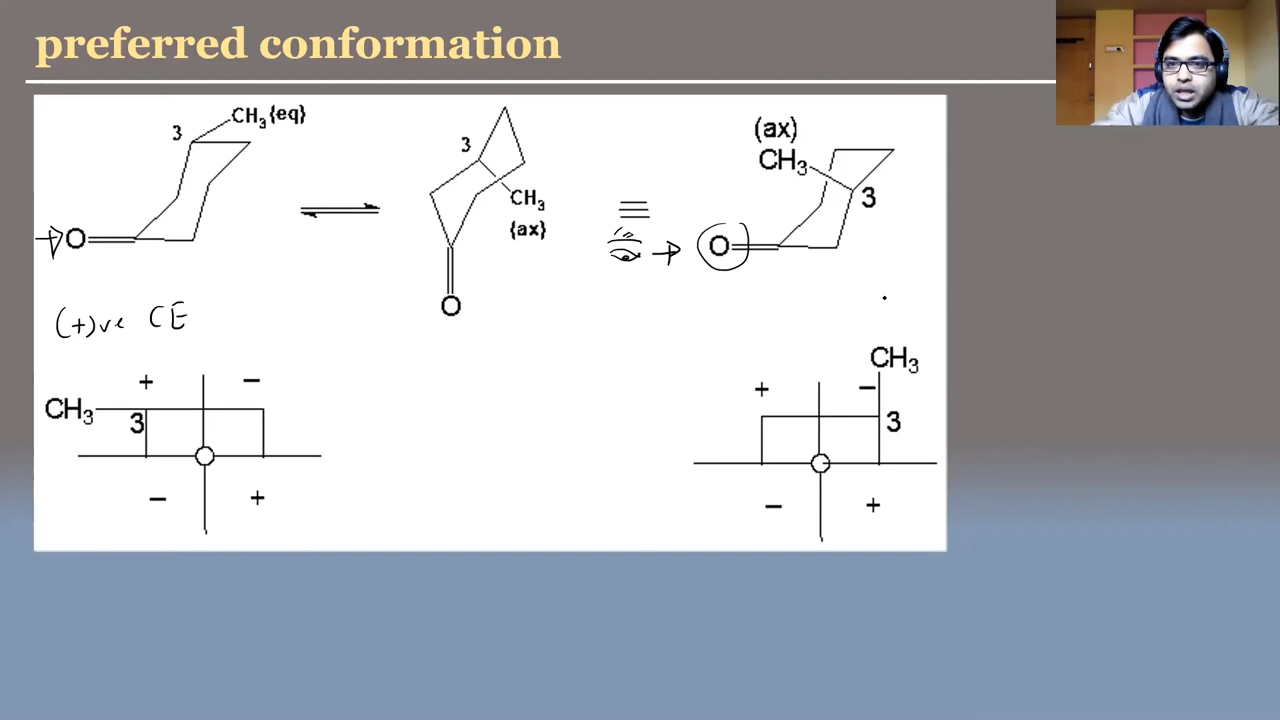 preferred conformation
3 CH₃{eq}
O
3
CH₃
{ax}
O
(ax)
CH₃
3
O
(+)ve CE
+ −
CH₃ 3
− +
CH₃
+ −
3
− +